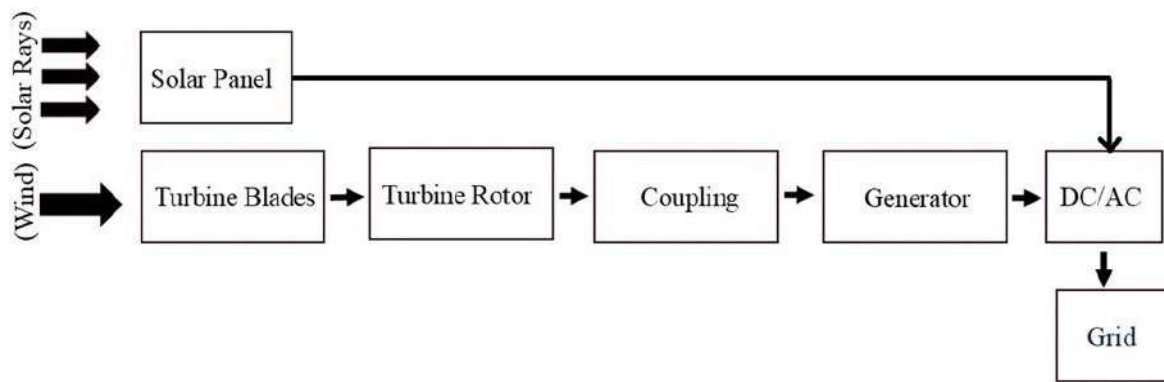 (Solar Rays)
Solar Panel
(Wind)
Turbine Blades
Turbine Rotor
Coupling
Generator
DC/AC
Grid